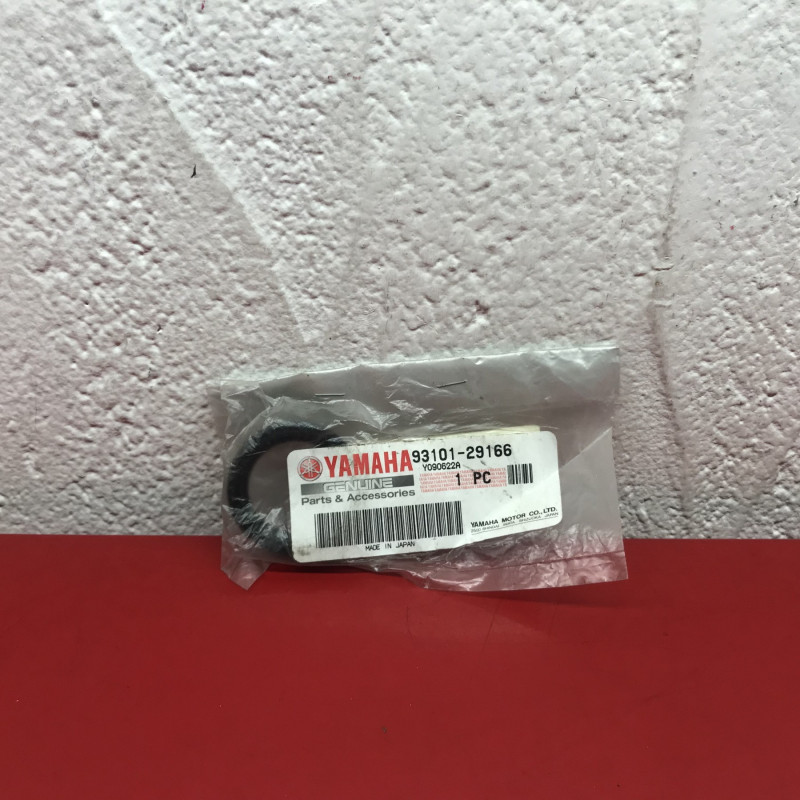 YAMAHA
GENUINE
Parts & Accessories
93101-29166
Y090622A
1 PC
MADE IN JAPAN
YAMAHA MOTOR CO.,LTD.